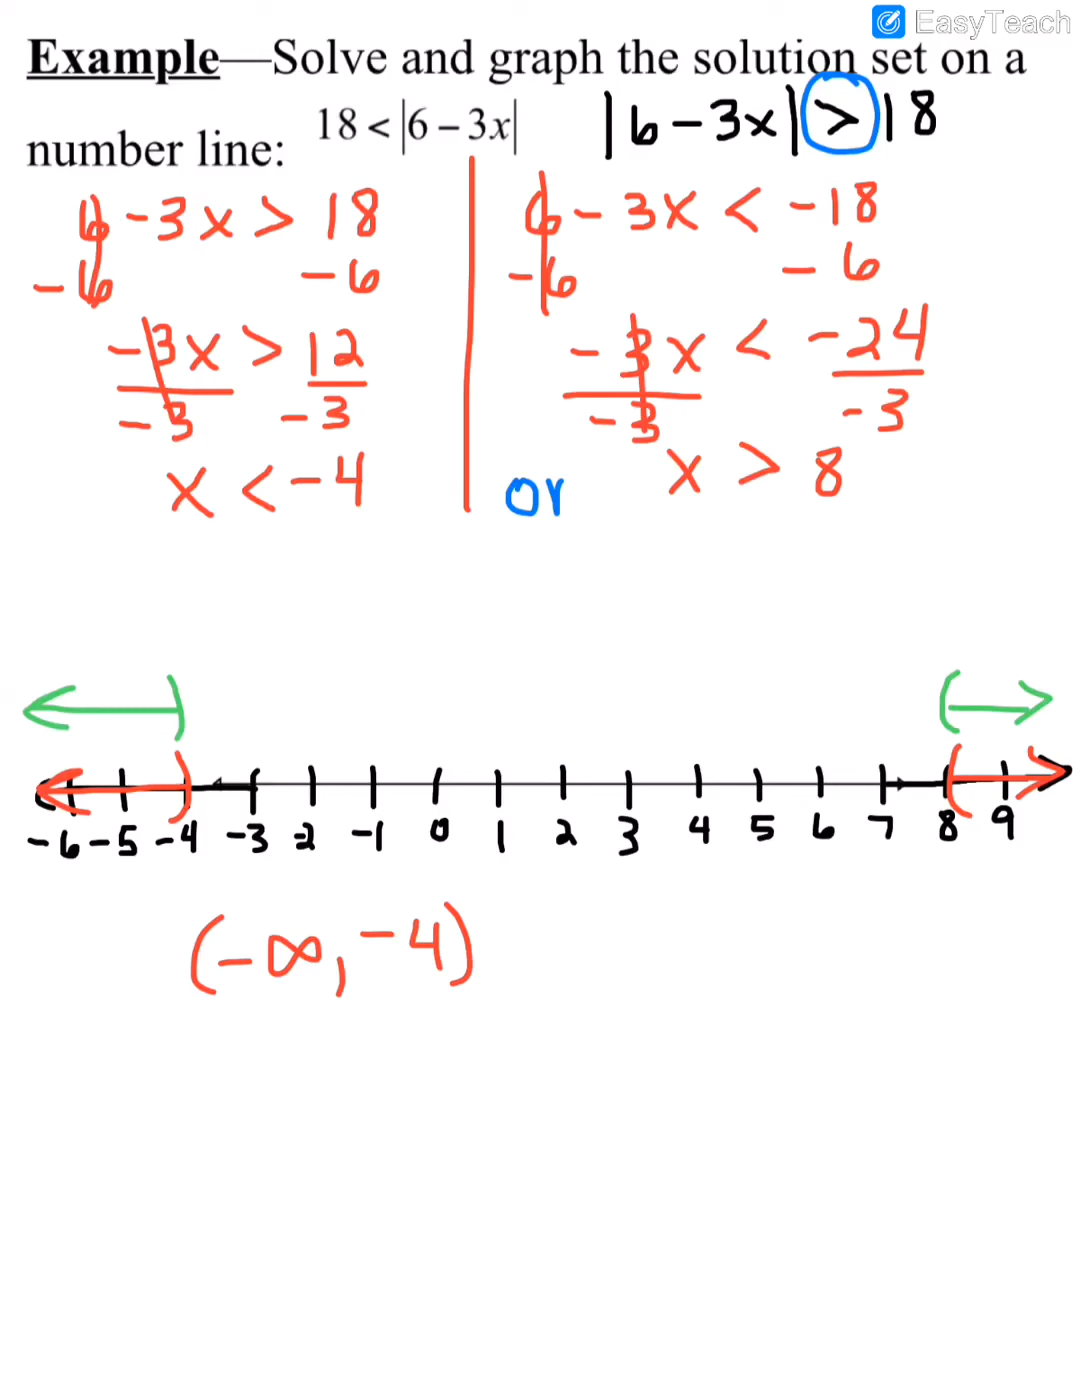 EasyTeach
Example—Solve and graph the solution set on a
number line: 18 < |6 − 3x| |6 − 3x| > 18
6 − 3x > 18
−6 −6
−3x > 12
−3 −3
x < −4
or
6 − 3x < −18
−6 − 6
−3x < −24
−3 −3
x > 8
−6 −5 −4 −3 −2 −1 0 1 2 3 4 5 6 7 8 9
(−∞, −4)